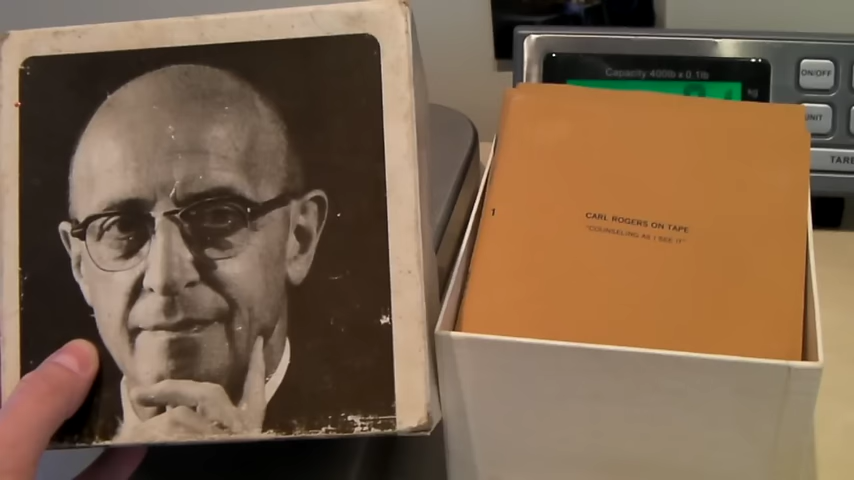 Capacity 400lb x 0.1lb
ON/OFF
UNIT
TARE
1
CARL ROGERS ON TAPE
"COUNSELING AS I SEE IT"